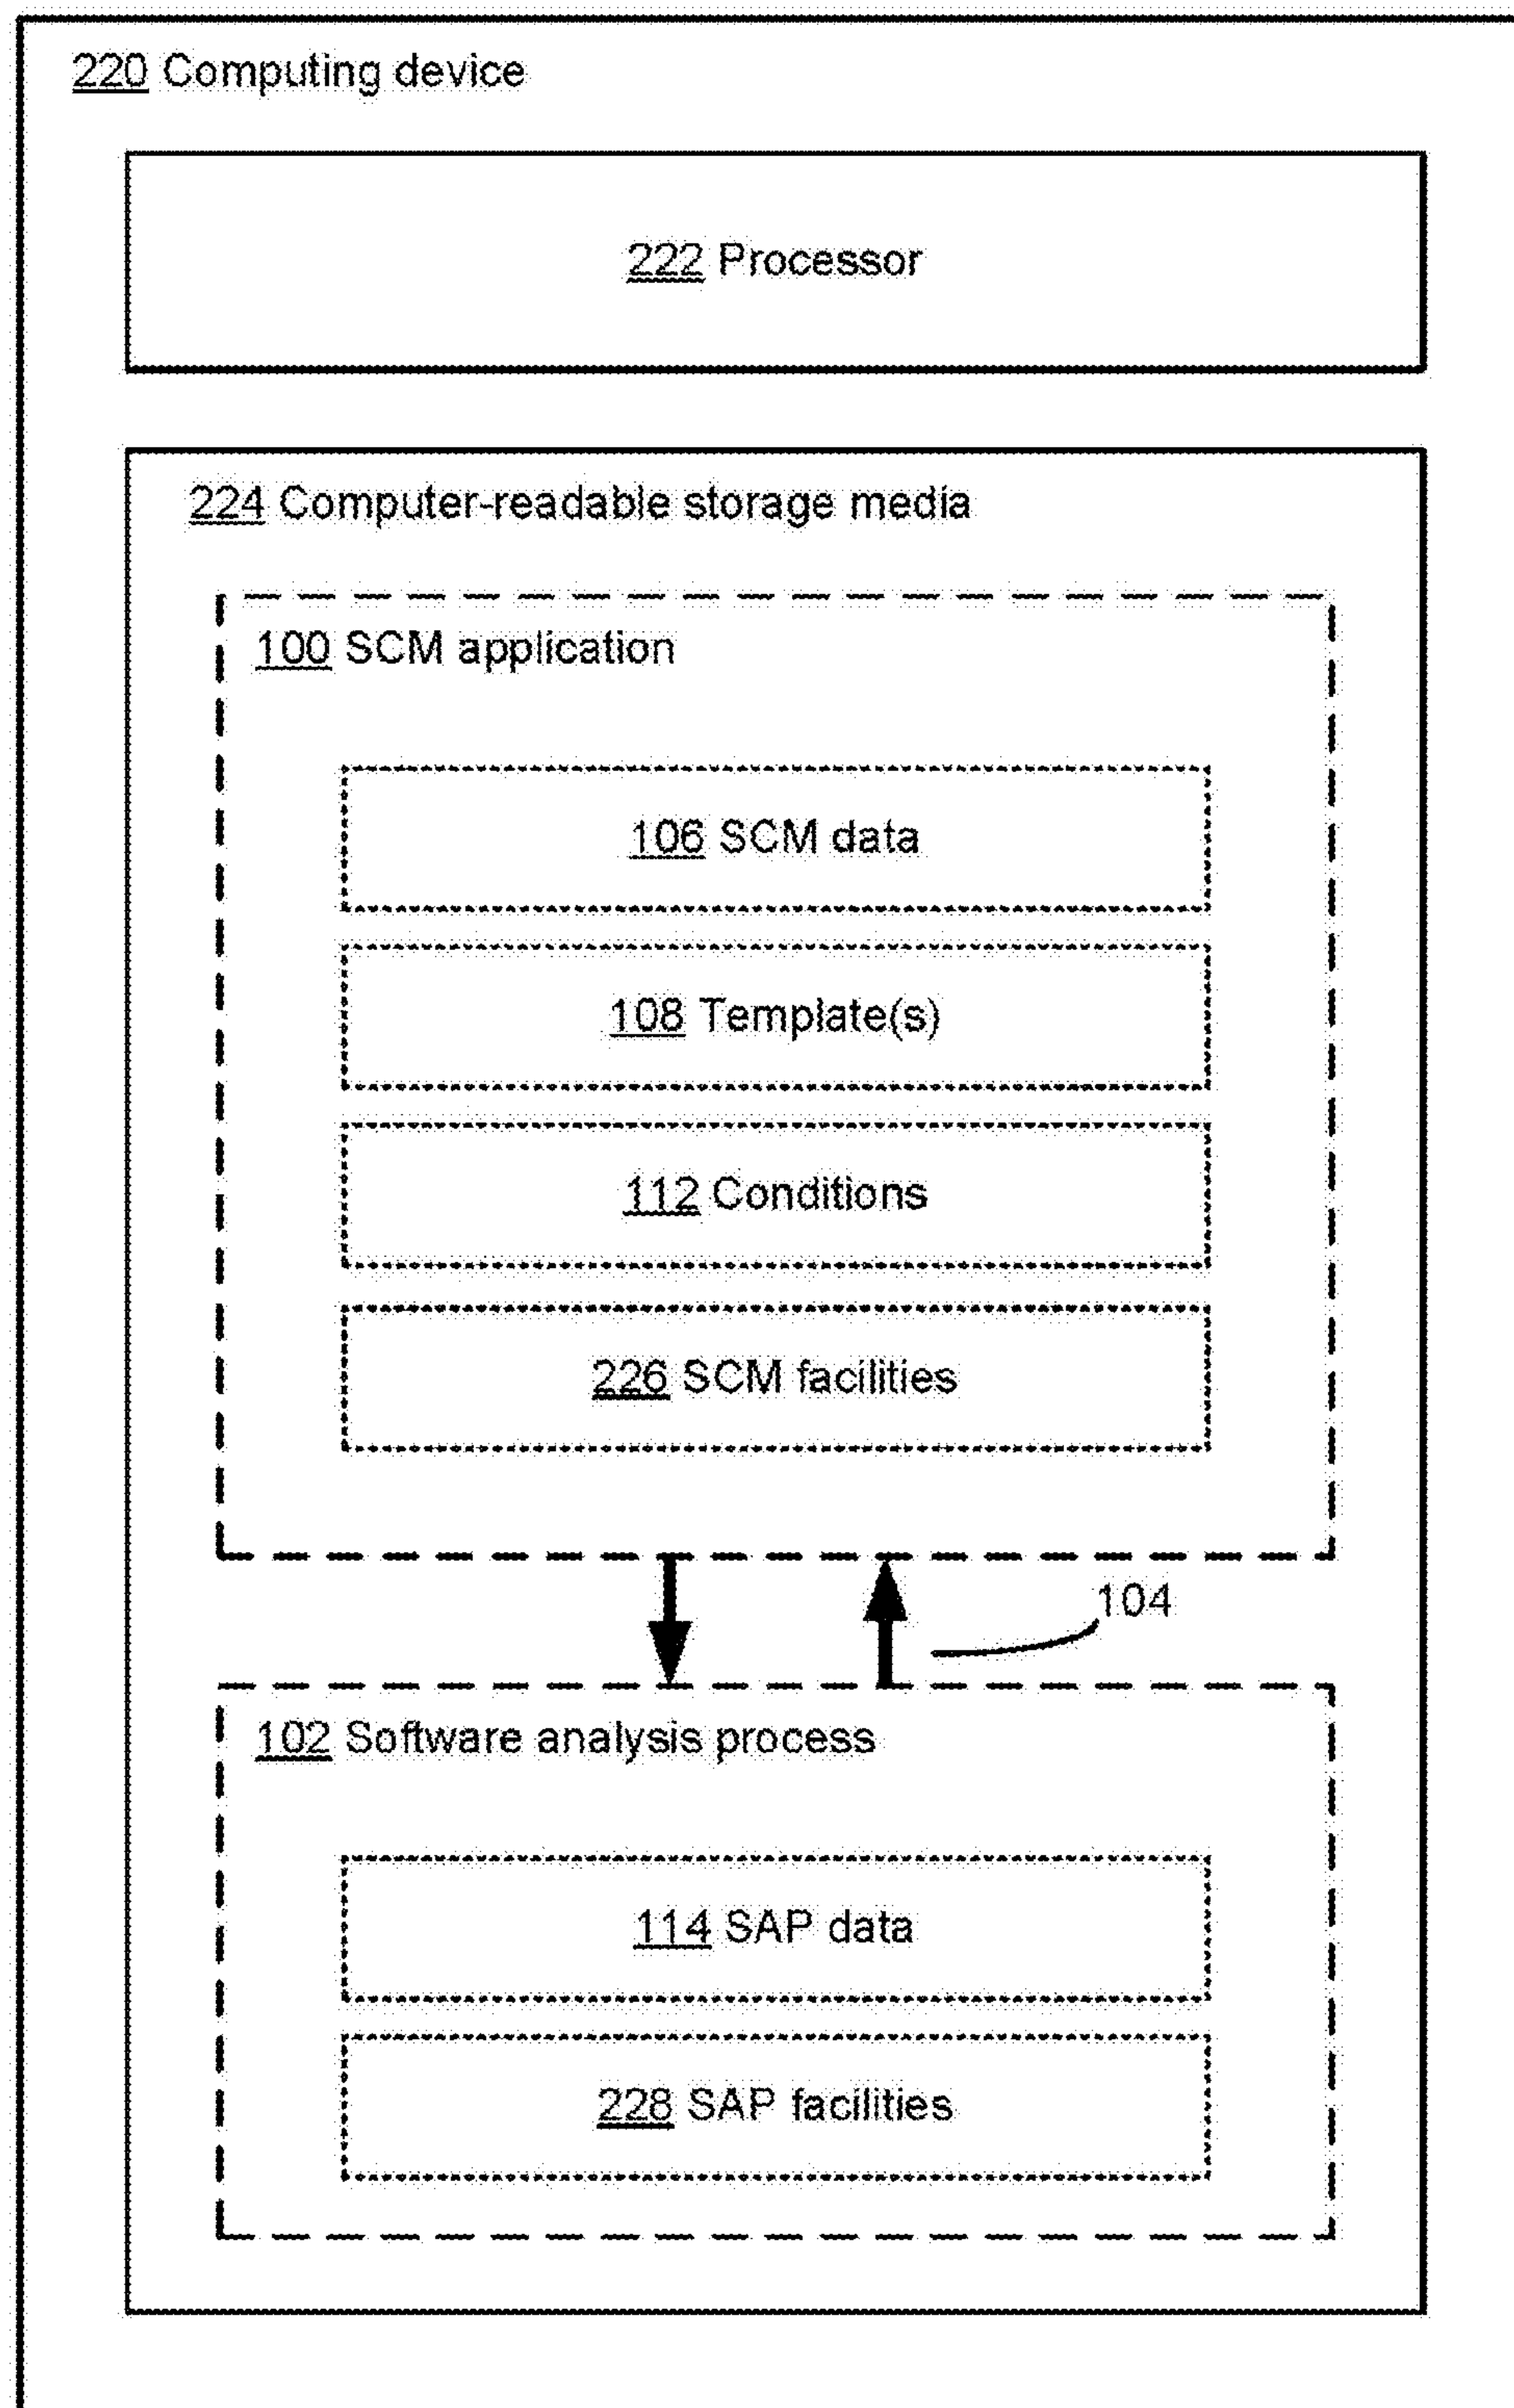 220 Computing device
222 Processor
224 Computer-readable storage media
100 SCM application
106 SCM data
108 Template(s)
112 Conditions
226 SCM facilities
104
102 Software analysis process
114 SAP data
228 SAP facilities